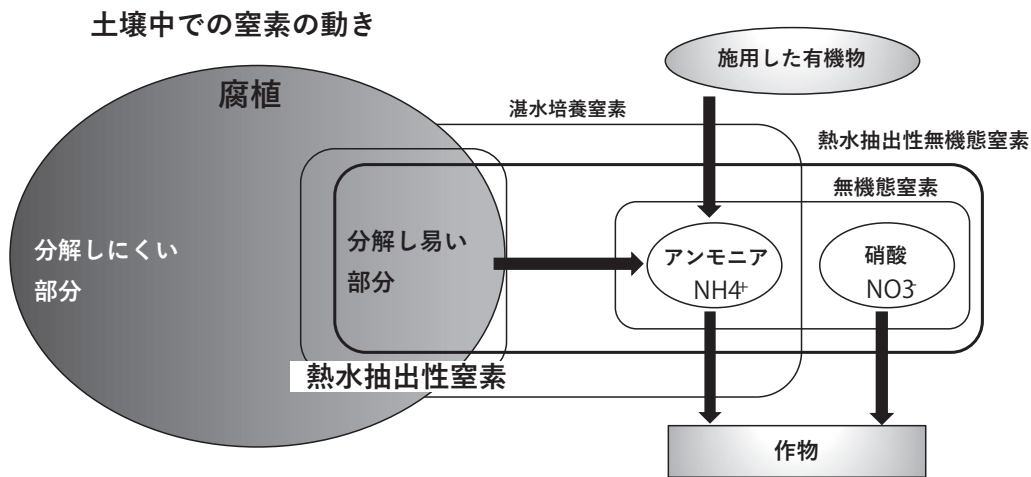 土壌中での窒素の動き
施用した有機物
腐植
湛水培養窒素
熱水抽出性無機態窒素
無機態窒素
分解しにくい
部分
分解し易い
部分
アンモニア
NH4+
硝酸
NO3-
熱水抽出性窒素
作物